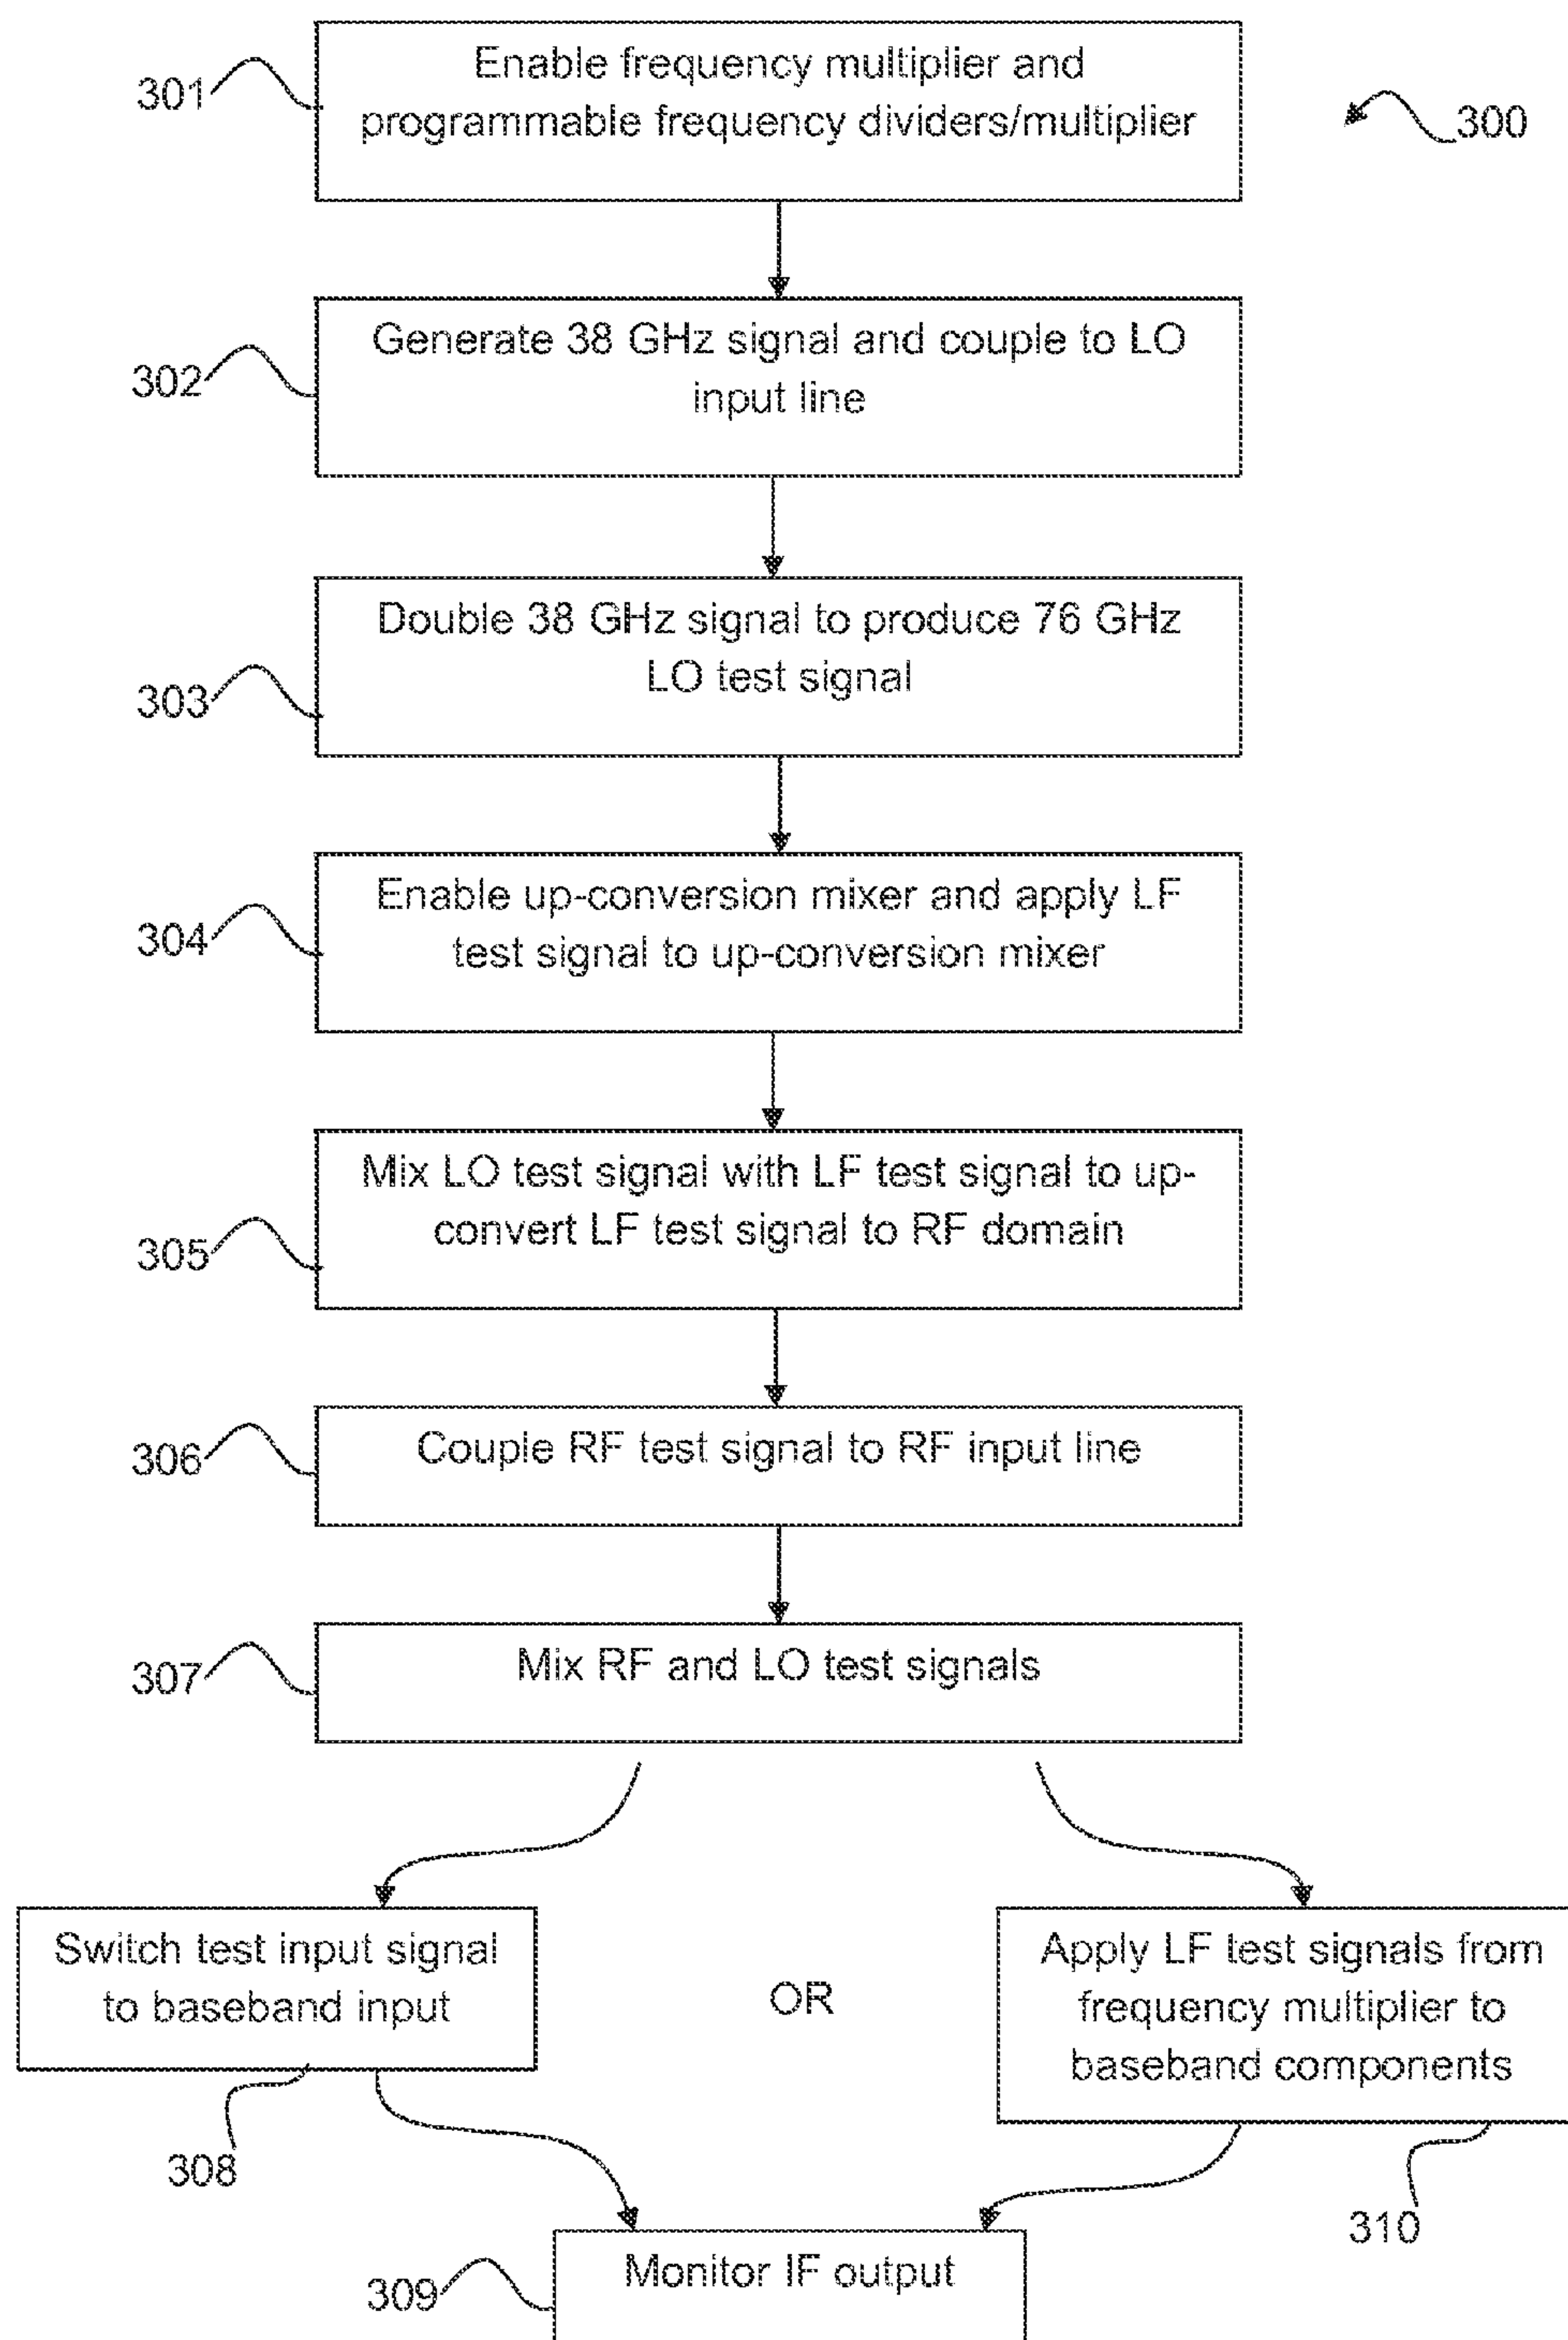 301
Enable frequency multiplier and
programmable frequency dividers/multiplier
300
302
Generate 38 GHz signal and couple to LO
input line
303
Double 38 GHz signal to produce 76 GHz
LO test signal
304
Enable up-conversion mixer and apply LF
test signal to up-conversion mixer
305
Mix LO test signal with LF test signal to up-
convert LF test signal to RF domain
306
Couple RF test signal to RF input line
307
Mix RF and LO test signals
Switch test input signal
to baseband input
308
OR
Apply LF test signals from
frequency multiplier to
baseband components
310
309
Monitor IF output